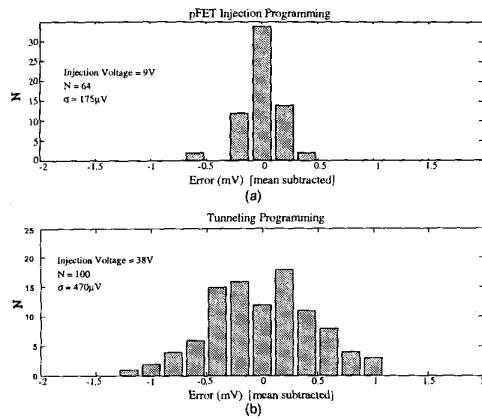 pFET Injection Programming
30
20
10
0
N
Injection Voltage = 9V
N = 64
σ = 175μV
-2 -1.5 -1 -0.5 0 0.5 1 1.5 2
Error (mV) [mean subtracted]
(a)
Tunneling Programming
25
20
15
10
5
0
N
Injection Voltage = 38V
N = 100
σ = 470μV
-2 -1.5 -1 -0.5 0 0.5 1 1.5 2
Error (mV) [mean subtracted]
(b)